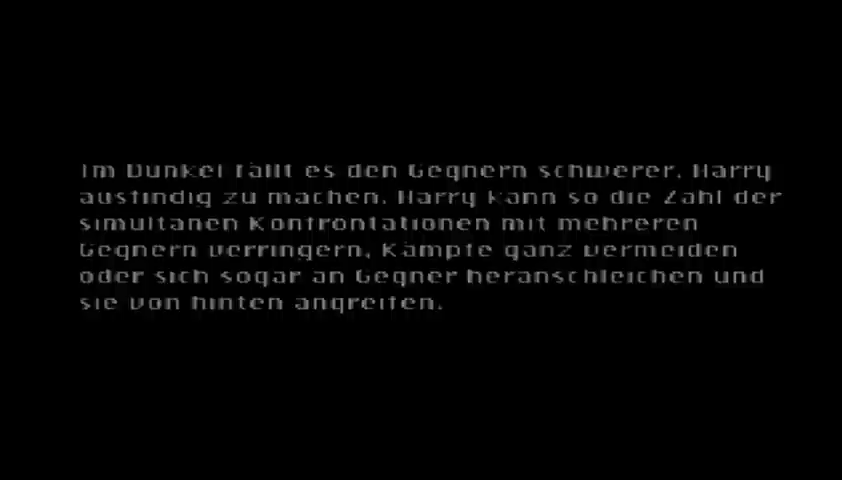 Im Dunkel fällt es den Gegnern schwerer, Harry
ausfindig zu machen. Harry kann so die Zahl der
simultanen Konfrontationen mit mehreren
Gegnern verringern, Kämpfe ganz vermeiden
oder sich sogar an Gegner heranschleichen und
sie von hinten angreifen.